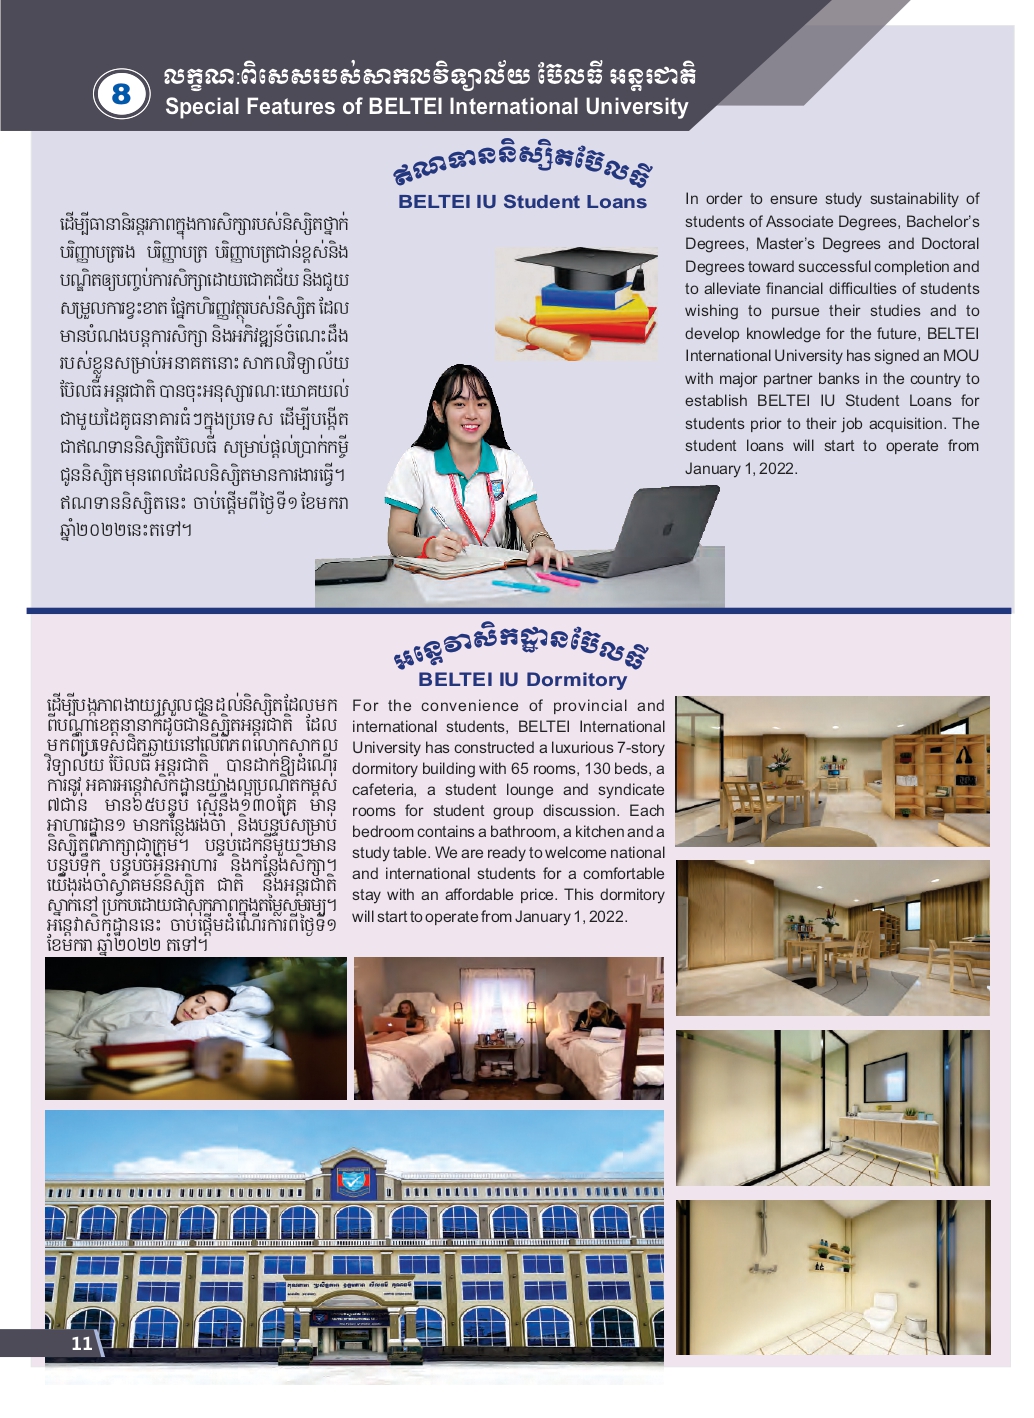 8
លក្ខណៈពិសេសរបស់សាកលវិទ្យាល័យ ប៊ែលធី អន្តរជាតិ
Special Features of BELTEI International University
ឥណទាននិស្សិតប៊ែលធី
BELTEI IU Student Loans
ដើម្បីធានានិរន្តរភាពក្នុងការសិក្សារបស់និស្សិតថ្នាក់
បរិញ្ញាបត្ររង បរិញ្ញាបត្រ បរិញ្ញាបត្រជាន់ខ្ពស់និង
បណ្ឌិតឲ្យបញ្ចប់ការសិក្សាដោយជោគជ័យ និងជួយ
សម្រួលការខ្វះខាត ផ្នែកហិរញ្ញវត្ថុរបស់និស្សិត ដែល
មានបំណងបន្តការសិក្សា និងអភិវឌ្ឍន៍ចំណេះដឹង
របស់ខ្លួនសម្រាប់អនាគតនោះ សាកលវិទ្យាល័យ
ប៊ែលធី អន្តរជាតិ បានចុះអនុស្សារណៈយោគយល់
ជាមួយដៃគូធនាគារធំៗក្នុងប្រទេស ដើម្បីបង្កើត
ជាឥណទាននិស្សិតប៊ែលធី សម្រាប់ផ្តល់ប្រាក់កម្ចី
ជូននិស្សិត មុនពេលដែលនិស្សិតមានការងារធ្វើ។
ឥណទាននិស្សិតនេះ ចាប់ផ្តើមពីថ្ងៃទី១ ខែមករា
ឆ្នាំ២០២២នេះតទៅ។
In order to ensure study sustainability of
students of Associate Degrees, Bachelor's
Degrees, Master's Degrees and Doctoral
Degrees toward successful completion and
to alleviate financial difficulties of students
wishing to pursue their studies and to
develop knowledge for the future, BELTEI
International University has signed an MOU
with major partner banks in the country to
establish BELTEI IU Student Loans for
students prior to their job acquisition. The
student loans will start to operate from
January 1, 2022.
អន្តេវាសិកដ្ឋានប៊ែលធី
BELTEI IU Dormitory
ដើម្បីបង្កភាពងាយស្រួលជូនដល់និស្សិតដែលមក
ពីបណ្តាខេត្តនានាក៏ដូចជានិស្សិតអន្តរជាតិ ដែល
មកពីប្រទេសជិតឆ្ងាយនៅលើពិភពលោកសាកល
វិទ្យាល័យ ប៊ែលធី អន្តរជាតិ បានដាក់ឱ្យដំណើរ
ការនូវ អគារអន្តេវាសិកដ្ឋានយ៉ាងល្អប្រណិតកម្ពស់
៧ជាន់ មាន៦៥បន្ទប់ ស្មើនឹង១៣០គ្រែ មាន
អាហារដ្ឋាន១ មានកន្លែងរង់ចាំ និងបន្ទប់សម្រាប់
និស្សិតពិភាក្សាជាក្រុម។ បន្ទប់ដេកនីមួយៗមាន
បន្ទប់ទឹក បន្ទប់ចំអិនអាហារ និងកន្លែងសិក្សា។
យើងរង់ចាំស្វាគមន៍និស្សិត ជាតិ និងអន្តរជាតិ
ស្នាក់នៅ ប្រកបដោយផាសុកភាពក្នុងតម្លៃសមរម្យ។
អន្តេវាសិកដ្ឋាននេះ ចាប់ផ្តើមដំណើរការពីថ្ងៃទី១
ខែមករា ឆ្នាំ២០២២ តទៅ។
For the convenience of provincial and
international students, BELTEI International
University has constructed a luxurious 7-story
dormitory building with 65 rooms, 130 beds, a
cafeteria, a student lounge and syndicate
rooms for student group discussion. Each
bedroom contains a bathroom, a kitchen and a
study table. We are ready to welcome national
and international students for a comfortable
stay with an affordable price. This dormitory
will start to operate from January 1, 2022.
11